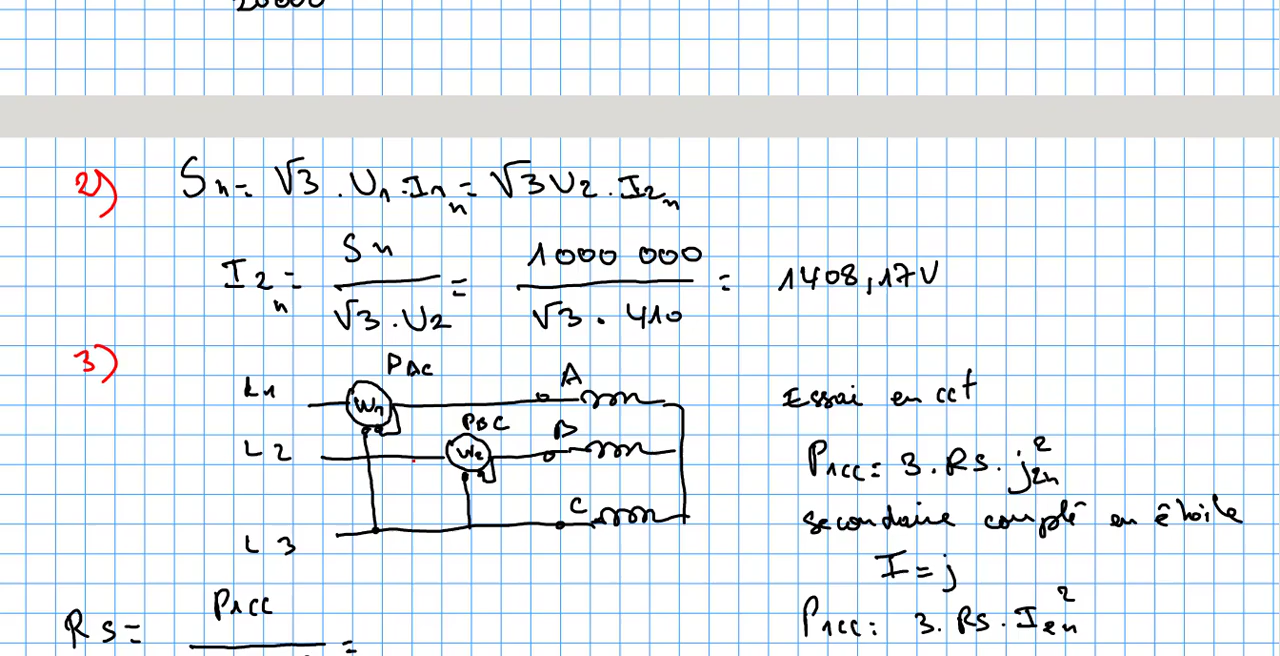 20000
2) Sn = √3 . U1 . I1n = √3 U2 . I2n
I2n = Sn / √3 . U2 = 1000 000 / √3 . 410 = 1408,17 V
3)
PAC
L1 W1 A
PBC
L2 W2 B
L3 C
Essai en cct
P1cc = 3 . Rs . j2n²
secondaire couplé en étoile
I = j
P1cc : 3 . Rs . I2n²
Rs = P1cc =